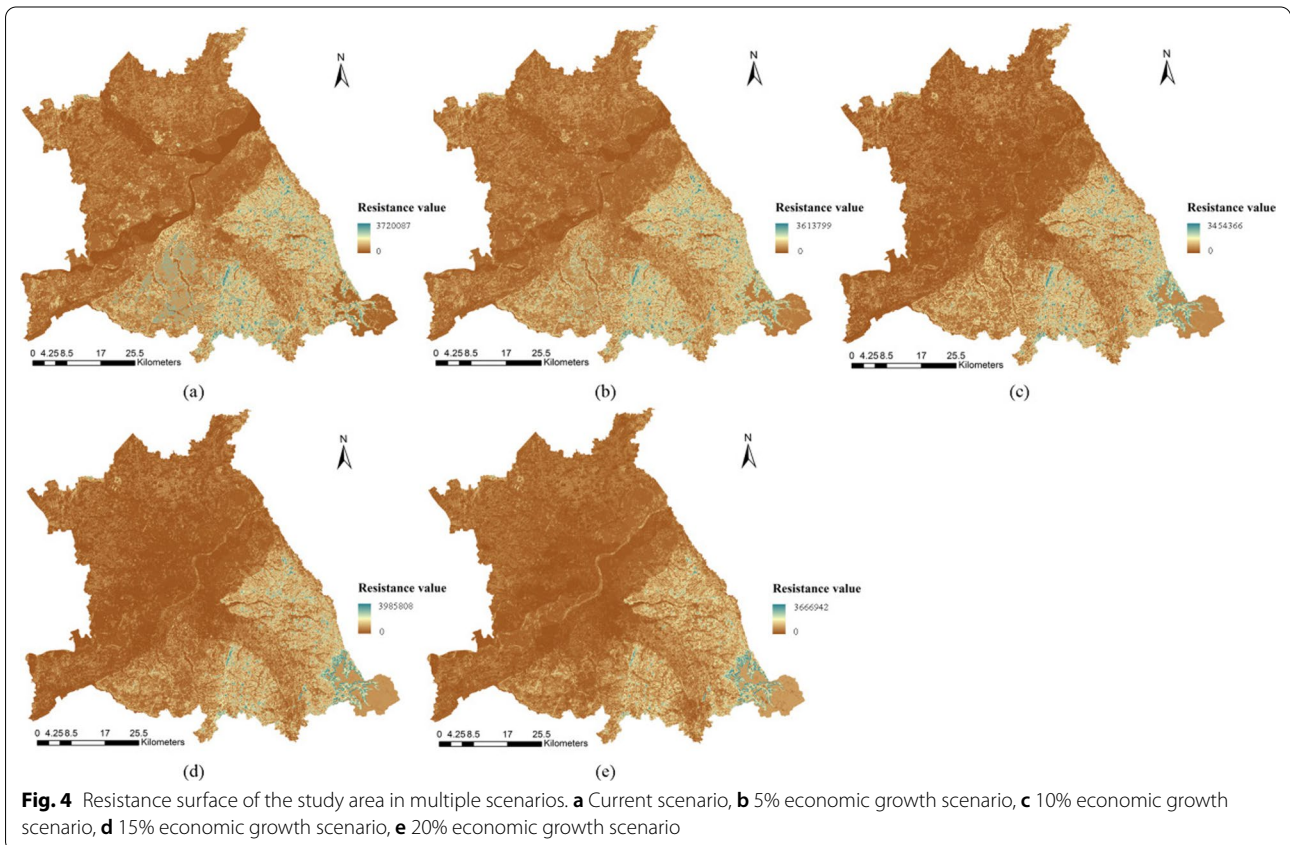 N
Resistance value
3720087
0
0 4.25 8.5 17 25.5
Kilometers
(a)
N
Resistance value
3613799
0
0 4.25 8.5 17 25.5
Kilometers
(b)
N
Resistance value
3454366
0
0 4.25 8.5 17 25.5
Kilometers
(c)
N
Resistance value
3985808
0
0 4.25 8.5 17 25.5
Kilometers
(d)
N
Resistance value
3666942
0
0 4.25 8.5 17 25.5
Kilometers
(e)
Fig. 4 Resistance surface of the study area in multiple scenarios. a Current scenario, b 5% economic growth scenario, c 10% economic growth
scenario, d 15% economic growth scenario, e 20% economic growth scenario